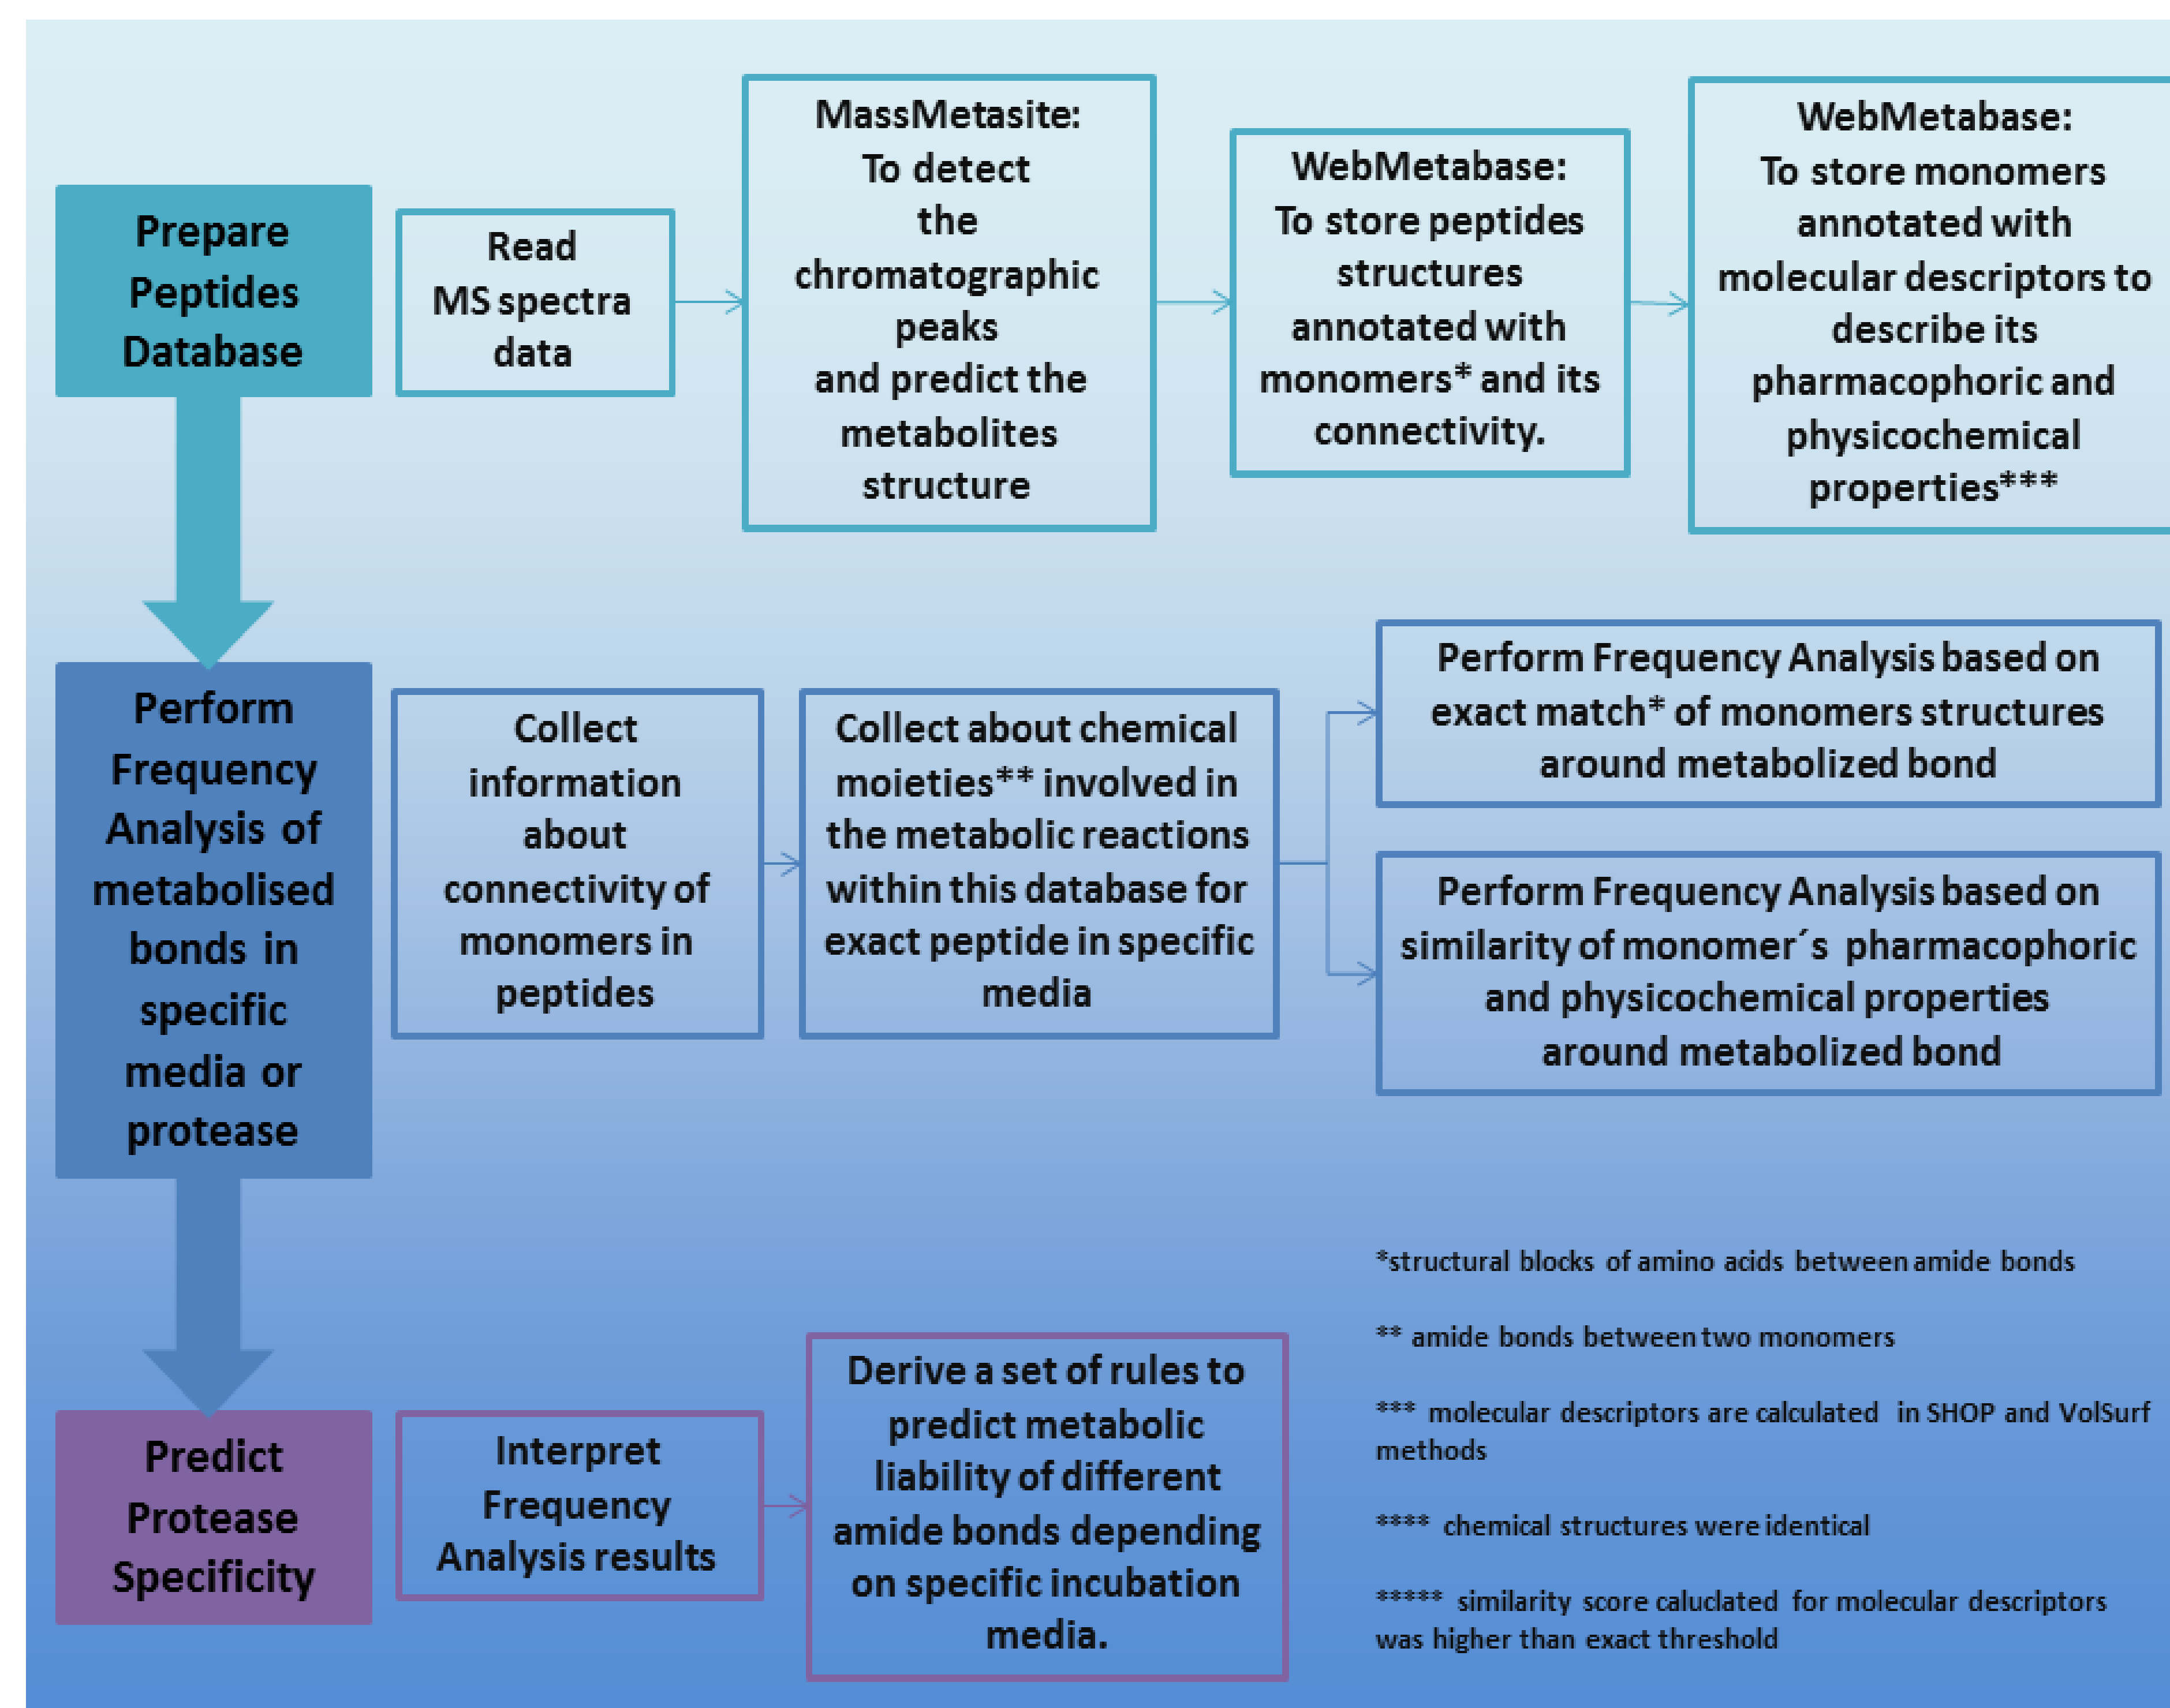 Prepare
Peptides
Database
Read
MS spectra
data
MassMetasite:
To detect
the
chromatographic
peaks
and predict the
metabolites
structure
WebMetabase:
To store peptides
structures
annotated with
monomers* and its
connectivity.
WebMetabase:
To store monomers
annotated with
molecular descriptors to
describe its
pharmacophoric and
physicochemical
properties***
Perform
Frequency
Analysis of
metabolised
bonds in
specific
media or
protease
Collect
information
about
connectivity of
monomers in
peptides
Collect about chemical
moieties** involved in
the metabolic reactions
within this database for
exact peptide in specific
media
Perform Frequency Analysis based on
exact match* of monomers structures
around metabolized bond
Perform Frequency Analysis based on
similarity of monomer´s pharmacophoric
and physicochemical properties
around metabolized bond
Predict
Protease
Specificity
Interpret
Frequency
Analysis results
Derive a set of rules to
predict metabolic
liability of different
amide bonds depending
on specific incubation
media.
*structural blocks of amino acids between amide bonds
** amide bonds between two monomers
*** molecular descriptors are calculated in SHOP and VolSurf
methods
**** chemical structures were identical
***** similarity score caluclated for molecular descriptors
was higher than exact threshold